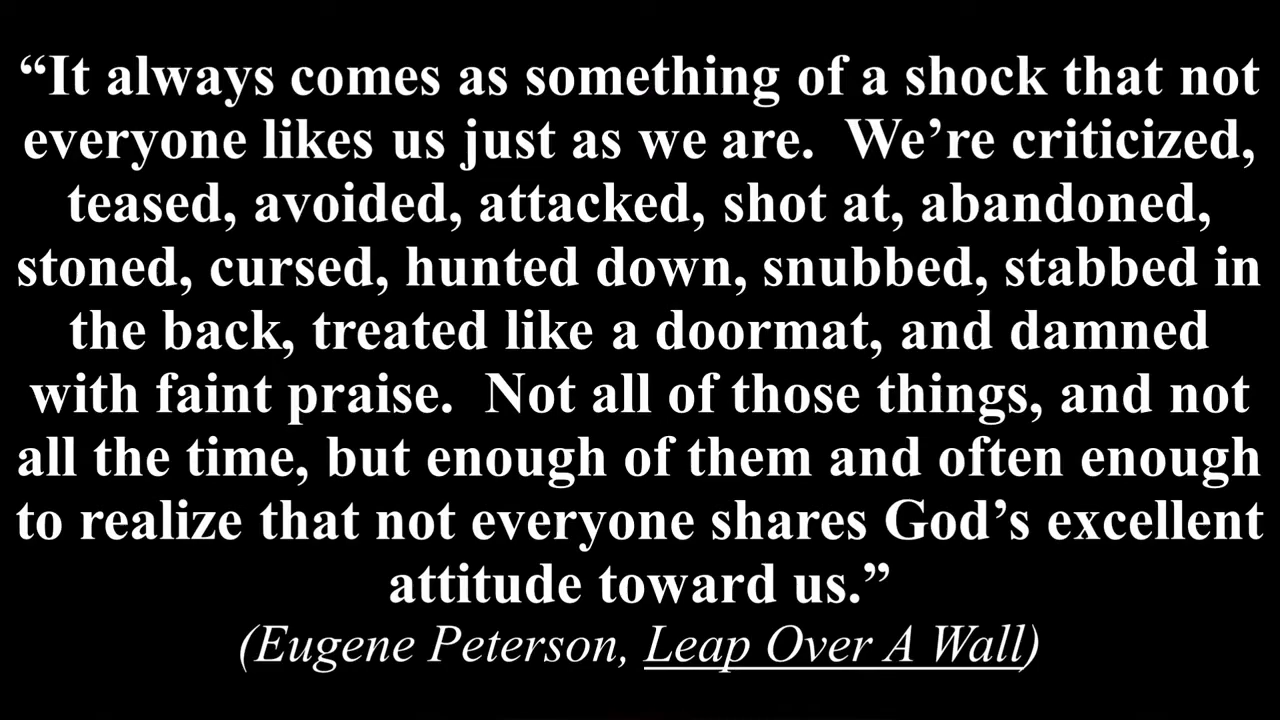 “It always comes as something of a shock that not
everyone likes us just as we are.  We’re criticized,
teased, avoided, attacked, shot at, abandoned,
stoned, cursed, hunted down, snubbed, stabbed in
the back, treated like a doormat, and damned
with faint praise.  Not all of those things, and not
all the time, but enough of them and often enough
to realize that not everyone shares God’s excellent
attitude toward us.”
(Eugene Peterson, Leap Over A Wall)